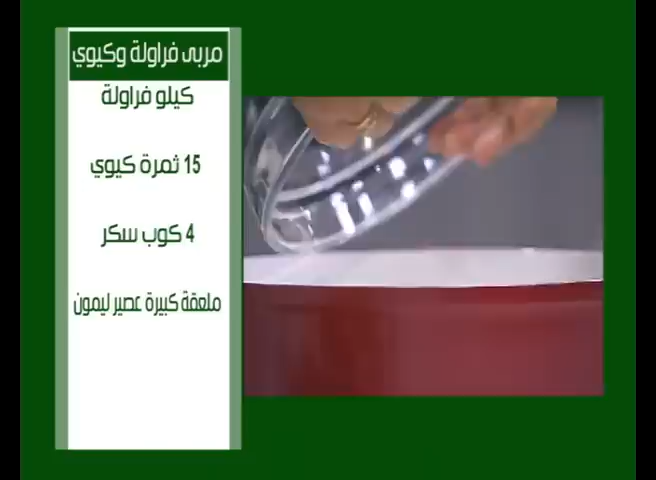 مربى فراولة وكيوي
كيلو فراولة
15 ثمرة كيوي
4 كوب سكر
ملعقة كبيرة عصير ليمون